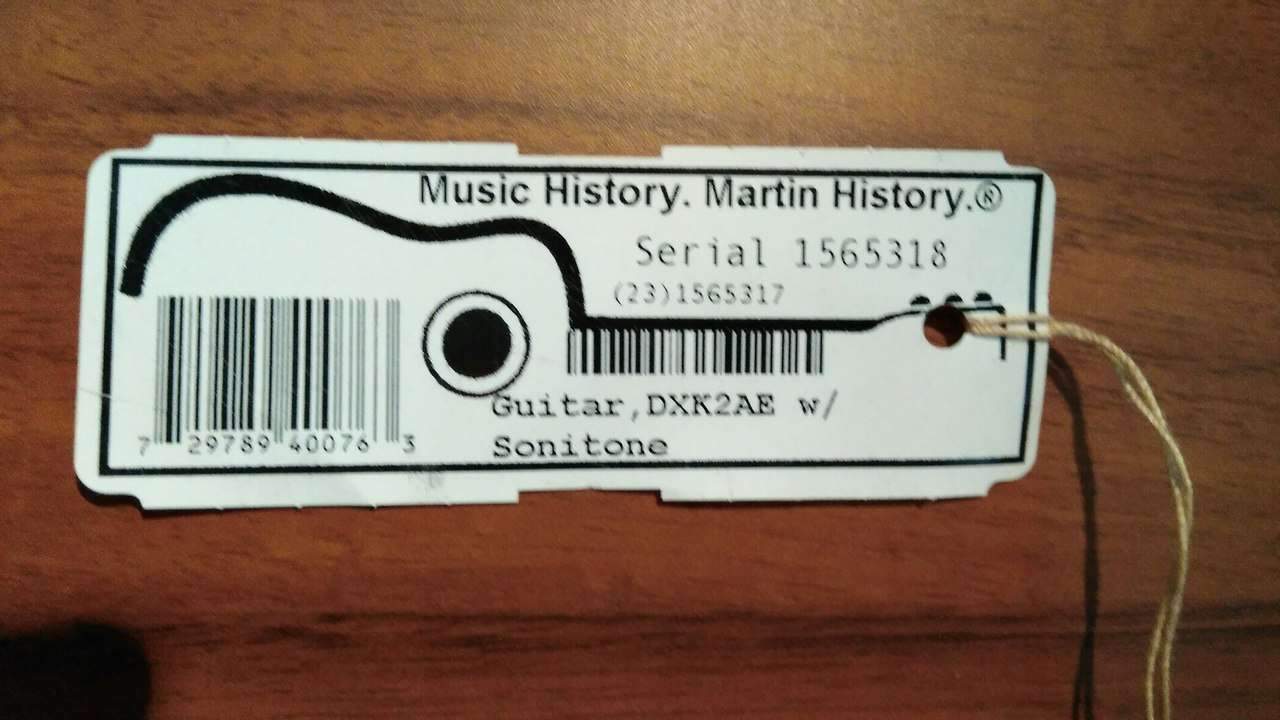 Music History. Martin History.®
Serial 1565318
(23)1565317
Guitar,DXK2AE w/
Sonitone
7 29789 40076 3